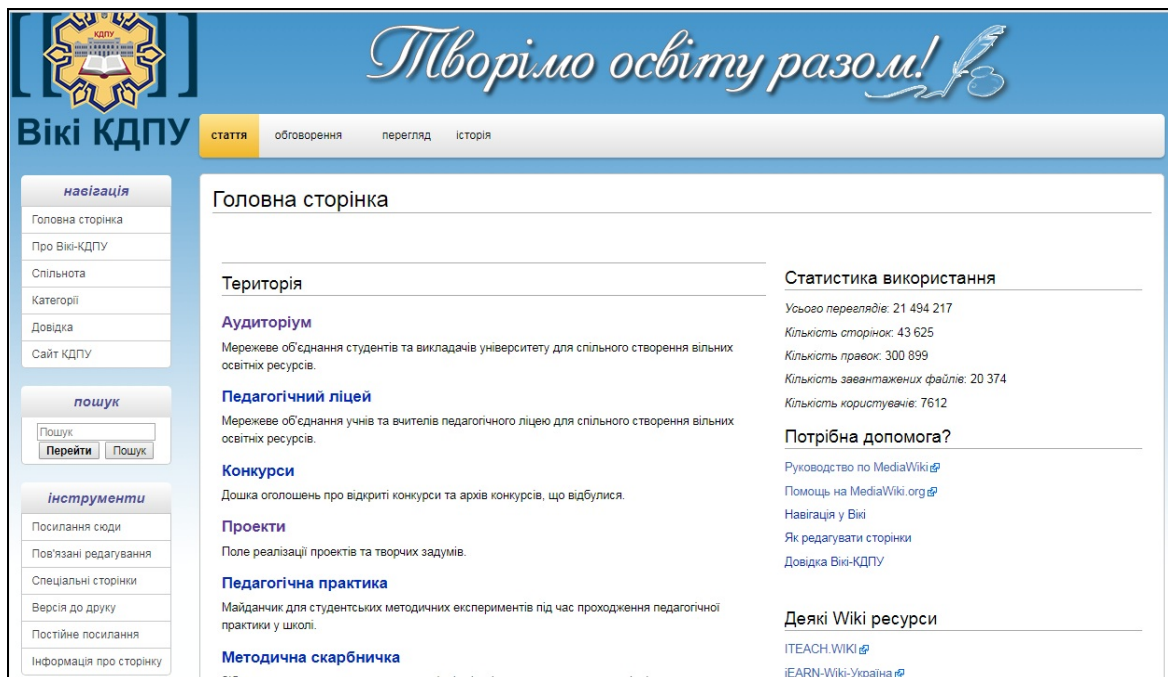 КДПУ
Вікі КДПУ
Творімо освіту разом!
стаття обговорення перегляд історія
навігація
Головна сторінка
Про Вікі-КДПУ
Спільнота
Категорії
Довідка
Сайт КДПУ
пошук
Пошук
Перейти Пошук
інструменти
Посилання сюди
Пов'язані редагування
Спеціальні сторінки
Версія до друку
Постійне посилання
Інформація про сторінку
Головна сторінка
Територія
Аудиторіум
Мережеве об'єднання студентів та викладачів університету для спільного створення вільних
освітніх ресурсів.
Педагогічний ліцей
Мережеве об'єднання учнів та вчителів педагогічного ліцею для спільного створення вільних
освітніх ресурсів.
Конкурси
Дошка оголошень про відкриті конкурси та архів конкурсів, що відбулися.
Проекти
Поле реалізації проектів та творчих задумів.
Педагогічна практика
Майданчик для студентських методичних експериментів під час проходження педагогічної
практики у школі.
Методична скарбничка
Статистика використання
Усього переглядів: 21 494 217
Кількість сторінок: 43 625
Кількість правок: 300 899
Кількість завантажених файлів: 20 374
Кількість користувачів: 7612
Потрібна допомога?
Руководство по MediaWiki
Помощь на MediaWiki.org
Навігація у Вікі
Як редагувати сторінки
Довідка Вікі-КДПУ
Деякі Wiki ресурси
ITEACH.WIKI
iEARN-Wiki-Україна